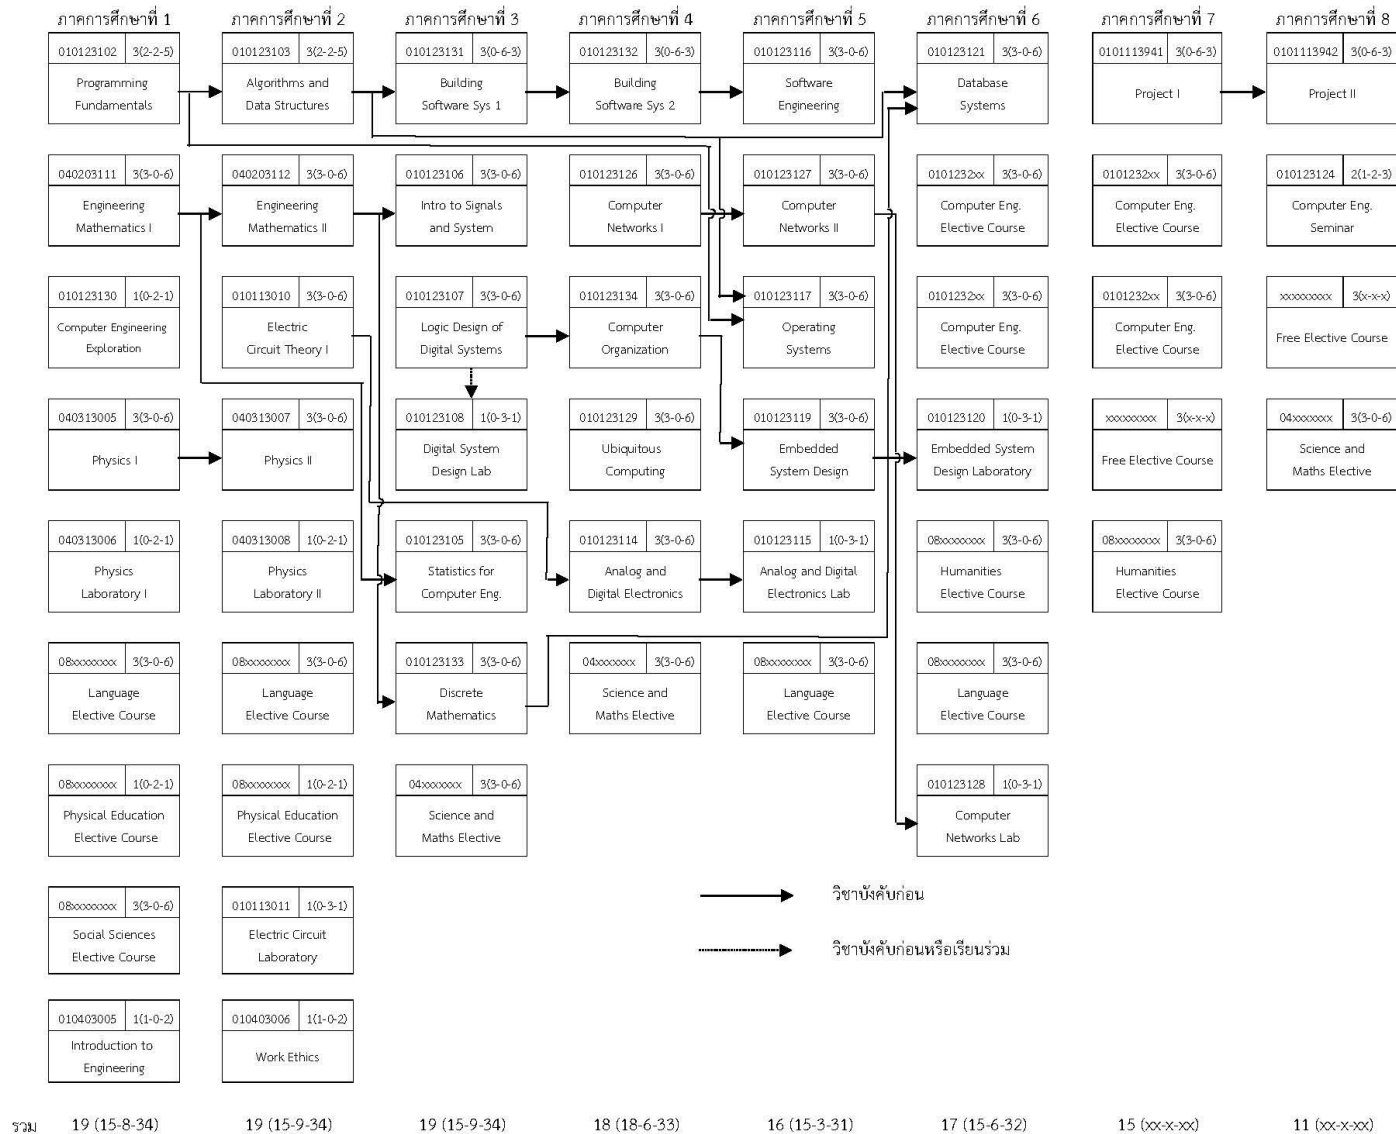 ภาคการศึกษาที่ 1 ภาคการศึกษาที่ 2 ภาคการศึกษาที่ 3 ภาคการศึกษาที่ 4 ภาคการศึกษาที่ 5 ภาคการศึกษาที่ 6 ภาคการศึกษาที่ 7 ภาคการศึกษาที่ 8
010123102 3(2-2-5) 010123103 3(2-2-5) 010123131 3(0-6-3) 010123132 3(0-6-3) 010123116 3(3-0-6) 010123121 3(3-0-6) 0101113941 3(0-6-3) 0101113942 3(0-6-3)
Programming Algorithms and Building Building Software Database
Fundamentals Data Structures Software Sys 1 Software Sys 2 Engineering Systems Project I Project II
040203111 3(3-0-6) 040203112 3(3-0-6) 010123106 3(3-0-6) 010123126 3(3-0-6) 010123127 3(3-0-6) 0101232xx 3(3-0-6) 0101232xx 3(3-0-6) 010123124 2(1-2-3)
Engineering Engineering Intro to Signals Computer Computer Computer Eng. Computer Eng. Computer Eng.
Mathematics I Mathematics II and System Networks I Networks II Elective Course Elective Course Seminar
010123130 1(0-2-1) 010113010 3(3-0-6) 010123107 3(3-0-6) 010123134 3(3-0-6) 010123117 3(3-0-6) 0101232xx 3(3-0-6) 0101232xx 3(3-0-6) xxxxxxxxx 3(x-x-x)
Computer Engineering Electric Logic Design of Computer Operating Computer Eng. Computer Eng. Free Elective Course
Exploration Circuit Theory I Digital Systems Organization Systems Elective Course Elective Course
040313005 3(3-0-6) 040313007 3(3-0-6) 010123108 1(0-3-1) 010123129 3(3-0-6) 010123119 3(3-0-6) 010123120 1(0-3-1) xxxxxxxxx 3(x-x-x) 04xxxxxxx 3(3-0-6)
Physics I Physics II Digital System Ubiquitous Embedded Embedded System Free Elective Course Science and
Design Lab Computing System Design Design Laboratory Maths Elective
040313006 1(0-2-1) 040313008 1(0-2-1) 010123105 3(3-0-6) 010123114 3(3-0-6) 010123115 1(0-3-1) 08xxxxxxx 3(3-0-6) 08xxxxxxx 3(3-0-6)
Physics Physics Statistics for Analog and Analog and Digital Humanities Humanities
Laboratory I Laboratory II Computer Eng. Digital Electronics Electronics Lab Elective Course Elective Course
08xxxxxxx 3(3-0-6) 08xxxxxxx 3(3-0-6) 010123133 3(3-0-6) 04xxxxxxx 3(3-0-6) 08xxxxxxx 3(3-0-6) 08xxxxxxx 3(3-0-6)
Language Language Discrete Science and Language Language
Elective Course Elective Course Mathematics Maths Elective Elective Course Elective Course
08xxxxxxx 1(0-2-1) 08xxxxxxx 1(0-2-1) 04xxxxxxx 3(3-0-6) 010123128 1(0-3-1)
Physical Education Physical Education Science and Computer
Elective Course Elective Course Maths Elective Networks Lab
08xxxxxxx 3(3-0-6) 010113011 1(0-3-1) วิชาบังคับก่อน
Social Sciences Electric Circuit
Elective Course Laboratory วิชาบังคับก่อนหรือเรียนร่วม
010403005 1(1-0-2) 010403006 1(1-0-2)
Introduction to Work Ethics
Engineering
รวม 19 (15-8-34) 19 (15-9-34) 19 (15-9-34) 18 (18-6-33) 16 (15-3-31) 17 (15-6-32) 15 (xx-x-xx) 11 (xx-x-xx)